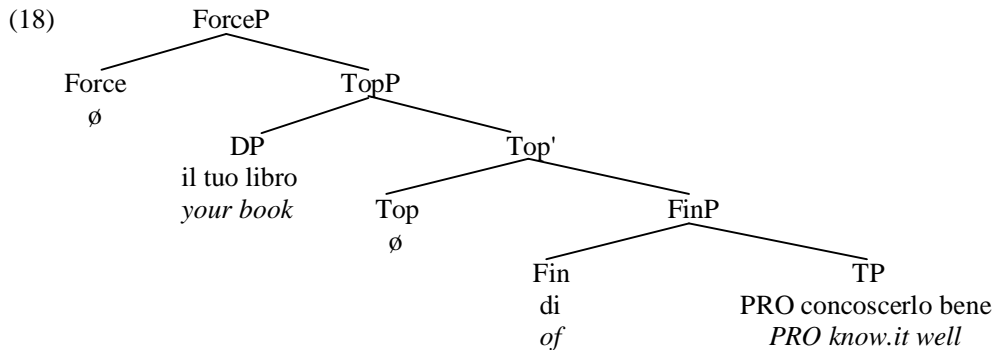 (18) ForceP
Force TopP
ø
DP Top'
il tuo libro
your book Top FinP
ø
Fin TP
di PRO concoscerlo bene
of PRO know.it well